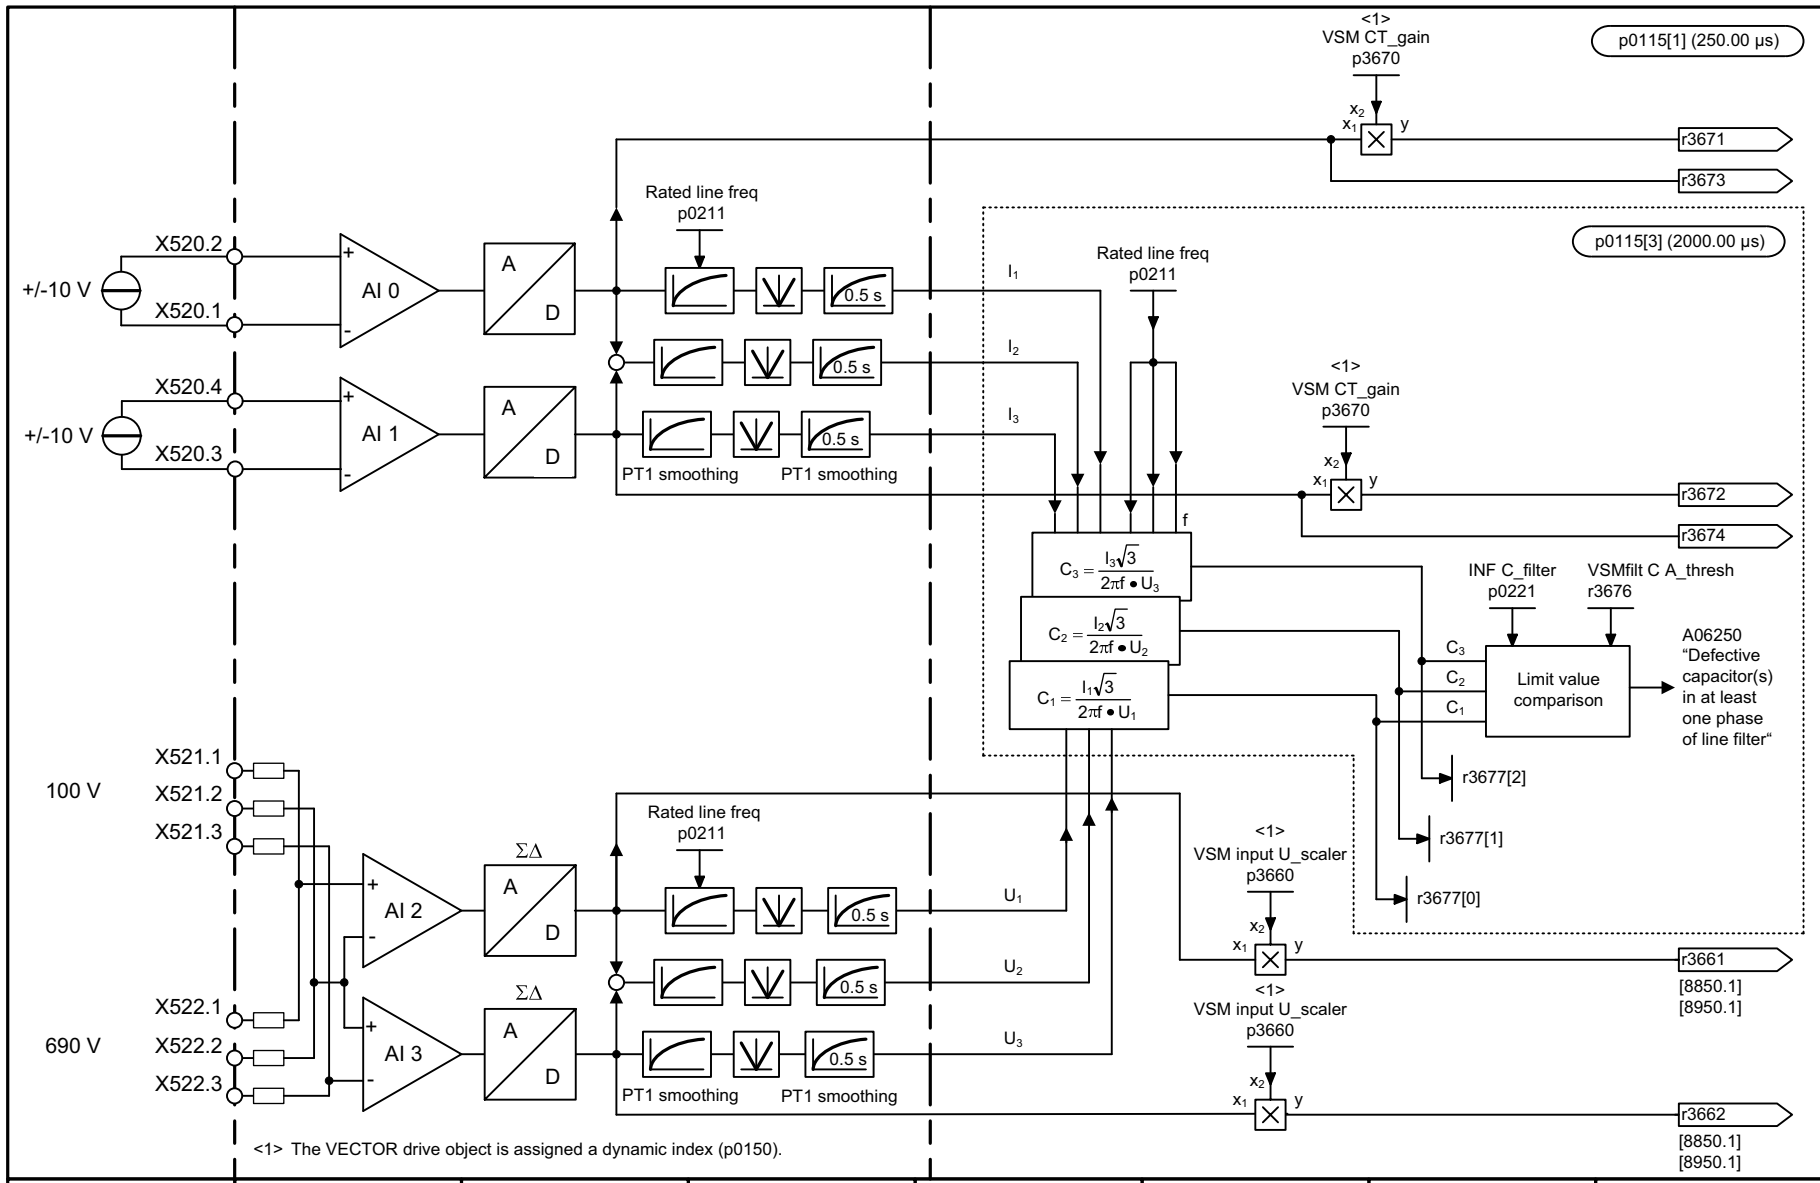 <1>
VSM CT_gain
p3670
p0115[1] (250.00 µs)
x2
x1
y
r3671
r3673
Rated line freq
p0211
p0115[3] (2000.00 µs)
X520.2
+/-10 V
X520.1
+
AI 0
-
A
D
0.5 s
I1
Rated line freq
p0211
0.5 s
I2
X520.4
+/-10 V
X520.3
+
AI 1
-
A
D
0.5 s
I3
PT1 smoothing
PT1 smoothing
<1>
VSM CT_gain
p3670
x2
x1
y
r3672
r3674
f
C3 = I3√3 / 2πf • U3
C2 = I2√3 / 2πf • U2
C1 = I1√3 / 2πf • U1
INF C_filter
p0221
VSMfilt C A_thresh
r3676
C3
C2
C1
Limit value
comparison
A06250
“Defective
capacitor(s)
in at least
one phase
of line filter“
r3677[2]
r3677[1]
r3677[0]
100 V
X521.1
X521.2
X521.3
690 V
X522.1
X522.2
X522.3
+
AI 2
-
ΣΔ
A
D
Rated line freq
p0211
0.5 s
U1
0.5 s
U2
+
AI 3
-
ΣΔ
A
D
0.5 s
U3
PT1 smoothing
PT1 smoothing
<1>
VSM input U_scaler
p3660
x2
x1
y
r3661
[8850.1]
[8950.1]
<1>
VSM input U_scaler
p3660
x2
x1
y
r3662
[8850.1]
[8950.1]
<1> The VECTOR drive object is assigned a dynamic index (p0150).